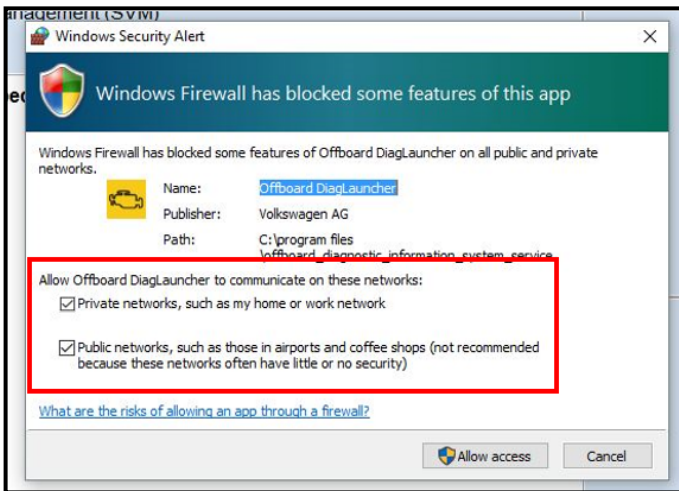 anagement (SVM)
Windows Security Alert
Windows Firewall has blocked some features of this app
Windows Firewall has blocked some features of Offboard DiagLauncher on all public and private
networks.
Name: Offboard DiagLauncher
Publisher: Volkswagen AG
Path: C:\program files
\offboard_diagnostic_information_system_service
Allow Offboard DiagLauncher to communicate on these networks:
Private networks, such as my home or work network
Public networks, such as those in airports and coffee shops (not recommended
because these networks often have little or no security)
What are the risks of allowing an app through a firewall?
Allow access Cancel